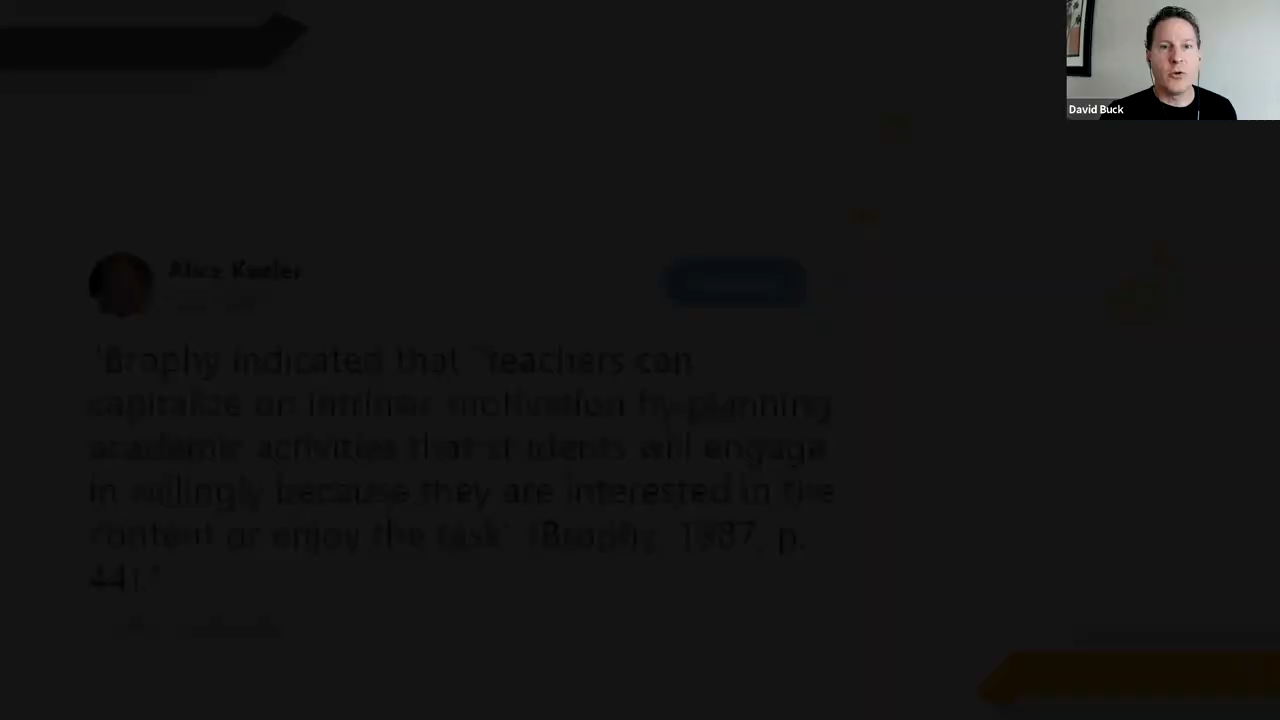 David Buck
Alice Keeler
"Brophy indicated that "teachers can
capitalize on intrinsic motivation by planning
academic activities that students will engage
in willingly because they are interested in the
content or enjoy the task" (Brophy, 1987, p.
44)."